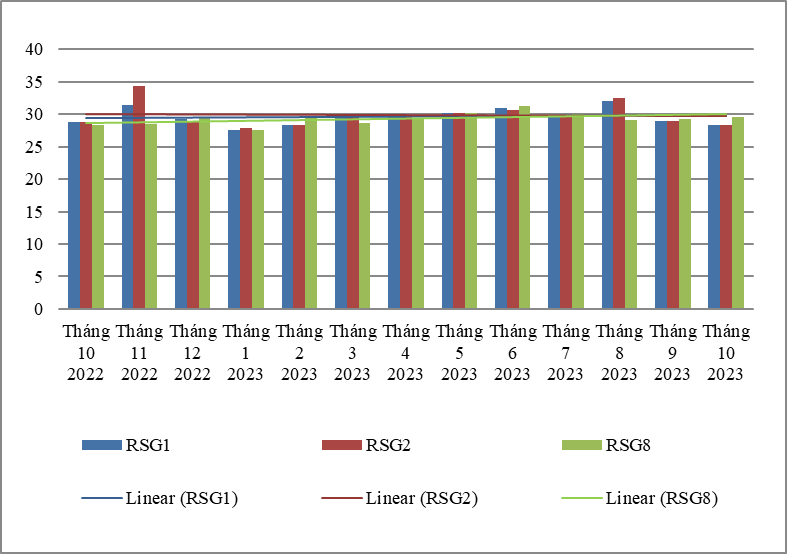 40
35
30
25
20
15
10
5
0
Tháng 10 2022
Tháng 11 2022
Tháng 12 2022
Tháng 1 2023
Tháng 2 2023
Tháng 3 2023
Tháng 4 2023
Tháng 5 2023
Tháng 6 2023
Tháng 7 2023
Tháng 8 2023
Tháng 9 2023
Tháng 10 2023
RSG1 RSG2 RSG8
Linear (RSG1) Linear (RSG2) Linear (RSG8)